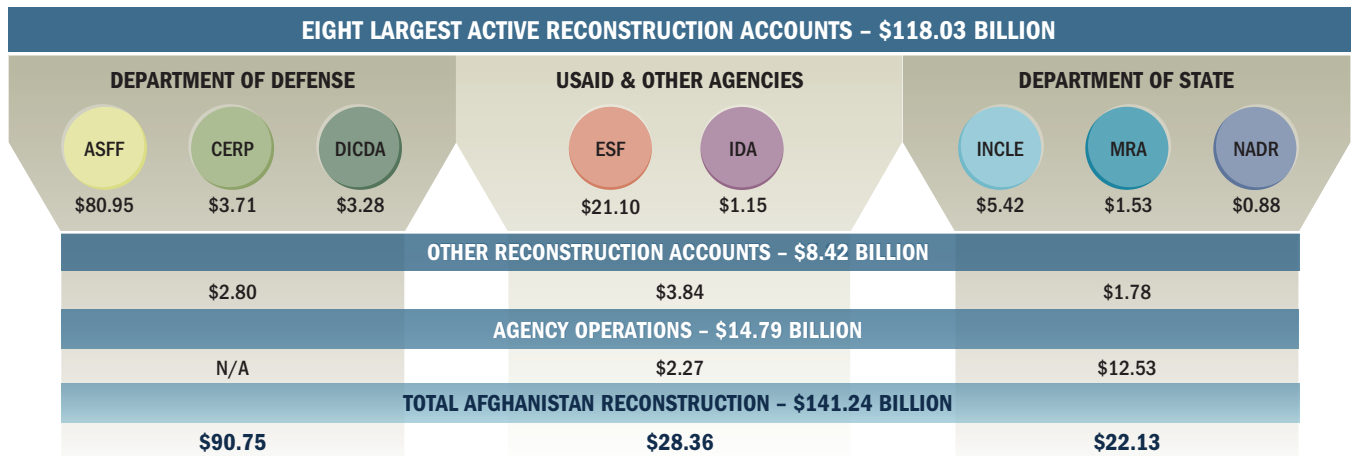 EIGHT LARGEST ACTIVE RECONSTRUCTION ACCOUNTS – $118.03 BILLION
DEPARTMENT OF DEFENSE
USAID & OTHER AGENCIES
DEPARTMENT OF STATE
ASFF CERP DICDA ESF IDA INCLE MRA NADR
$80.95 $3.71 $3.28 $21.10 $1.15 $5.42 $1.53 $0.88
OTHER RECONSTRUCTION ACCOUNTS – $8.42 BILLION
$2.80 $3.84 $1.78
AGENCY OPERATIONS – $14.79 BILLION
N/A $2.27 $12.53
TOTAL AFGHANISTAN RECONSTRUCTION – $141.24 BILLION
$90.75 $28.36 $22.13